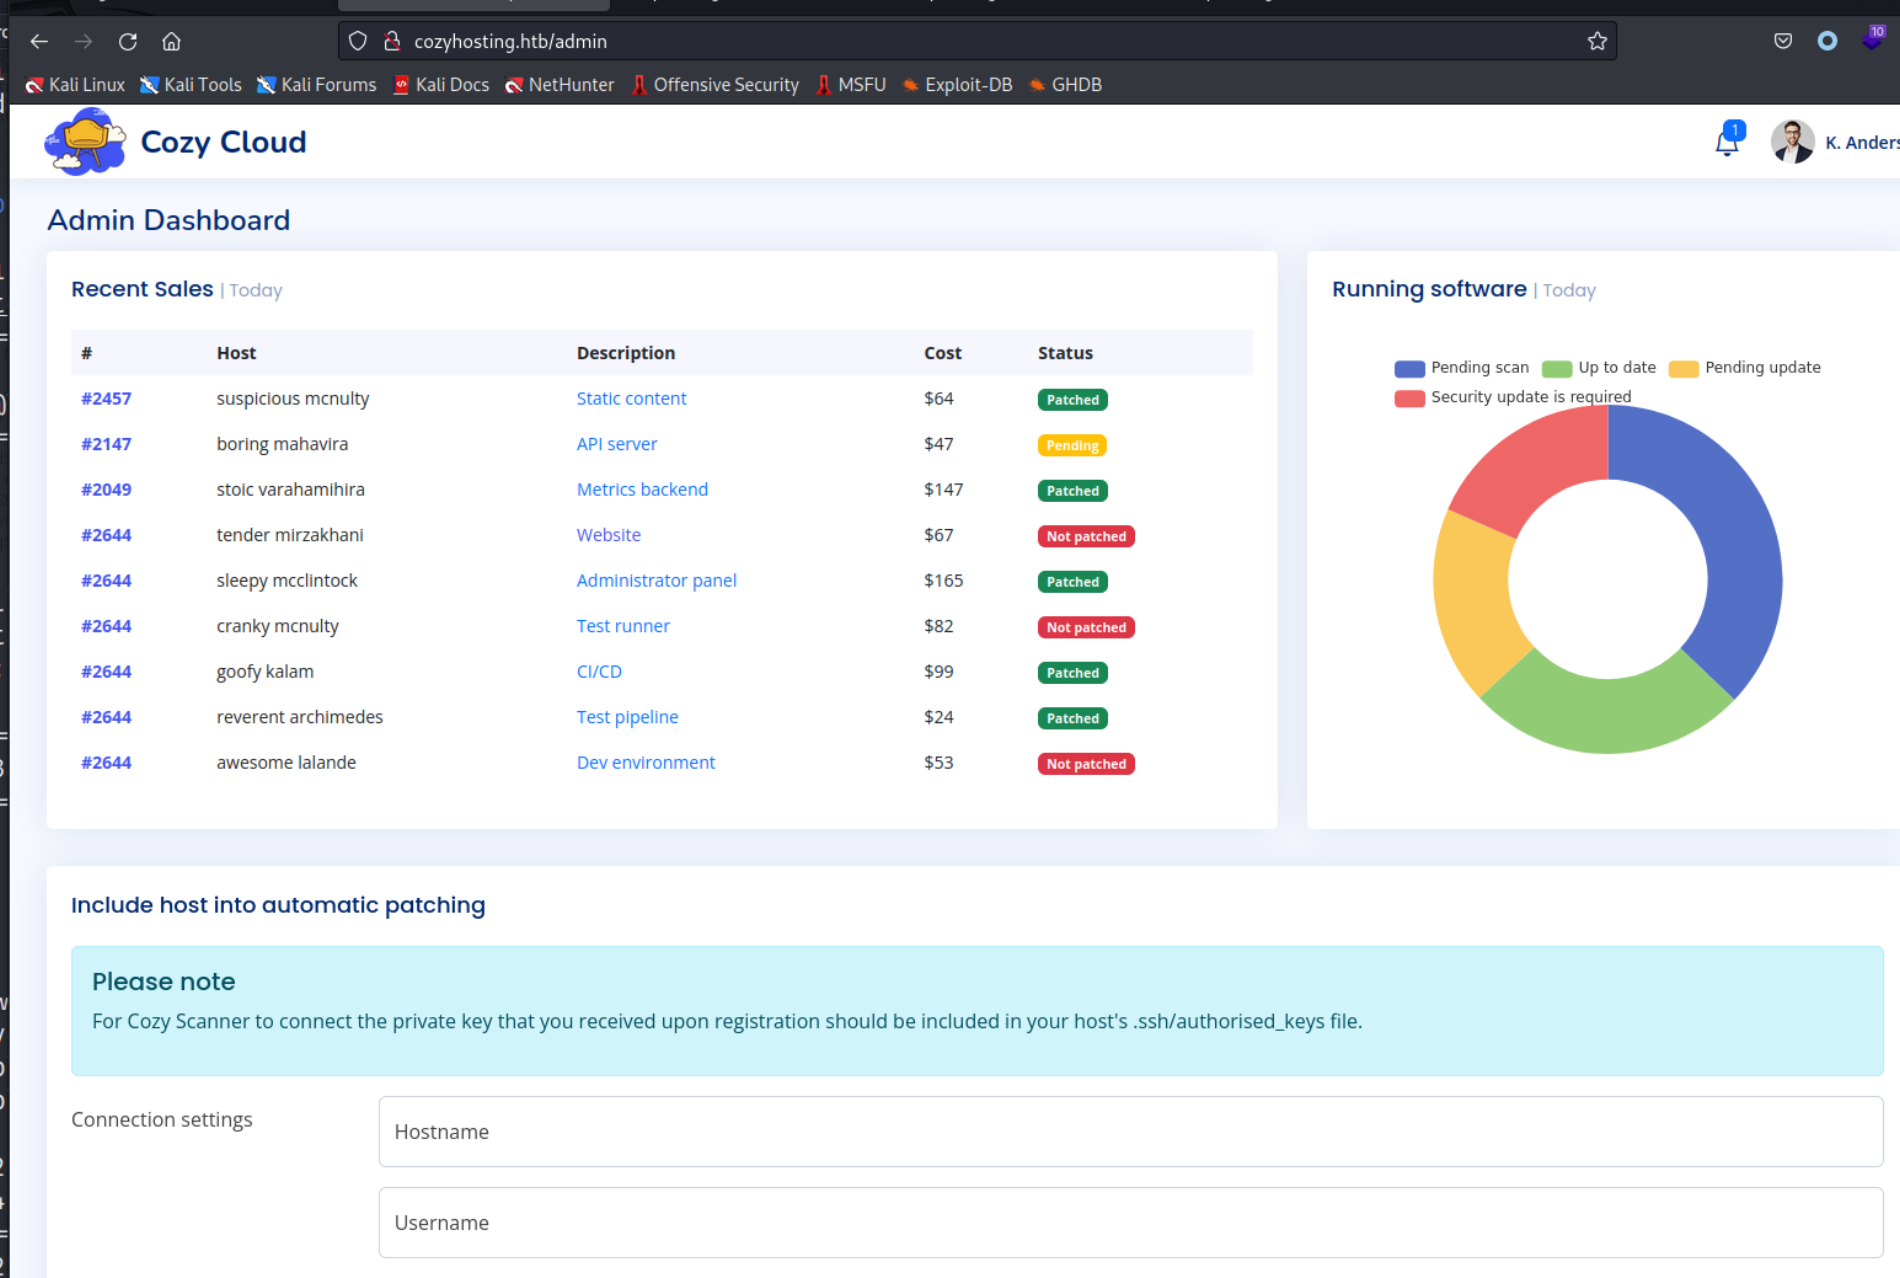 cozyhosting.htb/admin
10
Kali Linux Kali Tools Kali Forums Kali Docs NetHunter Offensive Security MSFU Exploit-DB GHDB
Cozy Cloud
1
K. Anders
Admin Dashboard
Recent Sales | Today
# Host Description Cost Status
#2457 suspicious mcnulty Static content $64 Patched
#2147 boring mahavira API server $47 Pending
#2049 stoic varahamihira Metrics backend $147 Patched
#2644 tender mirzakhani Website $67 Not patched
#2644 sleepy mcclintock Administrator panel $165 Patched
#2644 cranky mcnulty Test runner $82 Not patched
#2644 goofy kalam CI/CD $99 Patched
#2644 reverent archimedes Test pipeline $24 Patched
#2644 awesome lalande Dev environment $53 Not patched
Running software | Today
Pending scan Up to date Pending update
Security update is required
Include host into automatic patching
Please note
For Cozy Scanner to connect the private key that you received upon registration should be included in your host's .ssh/authorised_keys file.
Connection settings
Hostname
Username